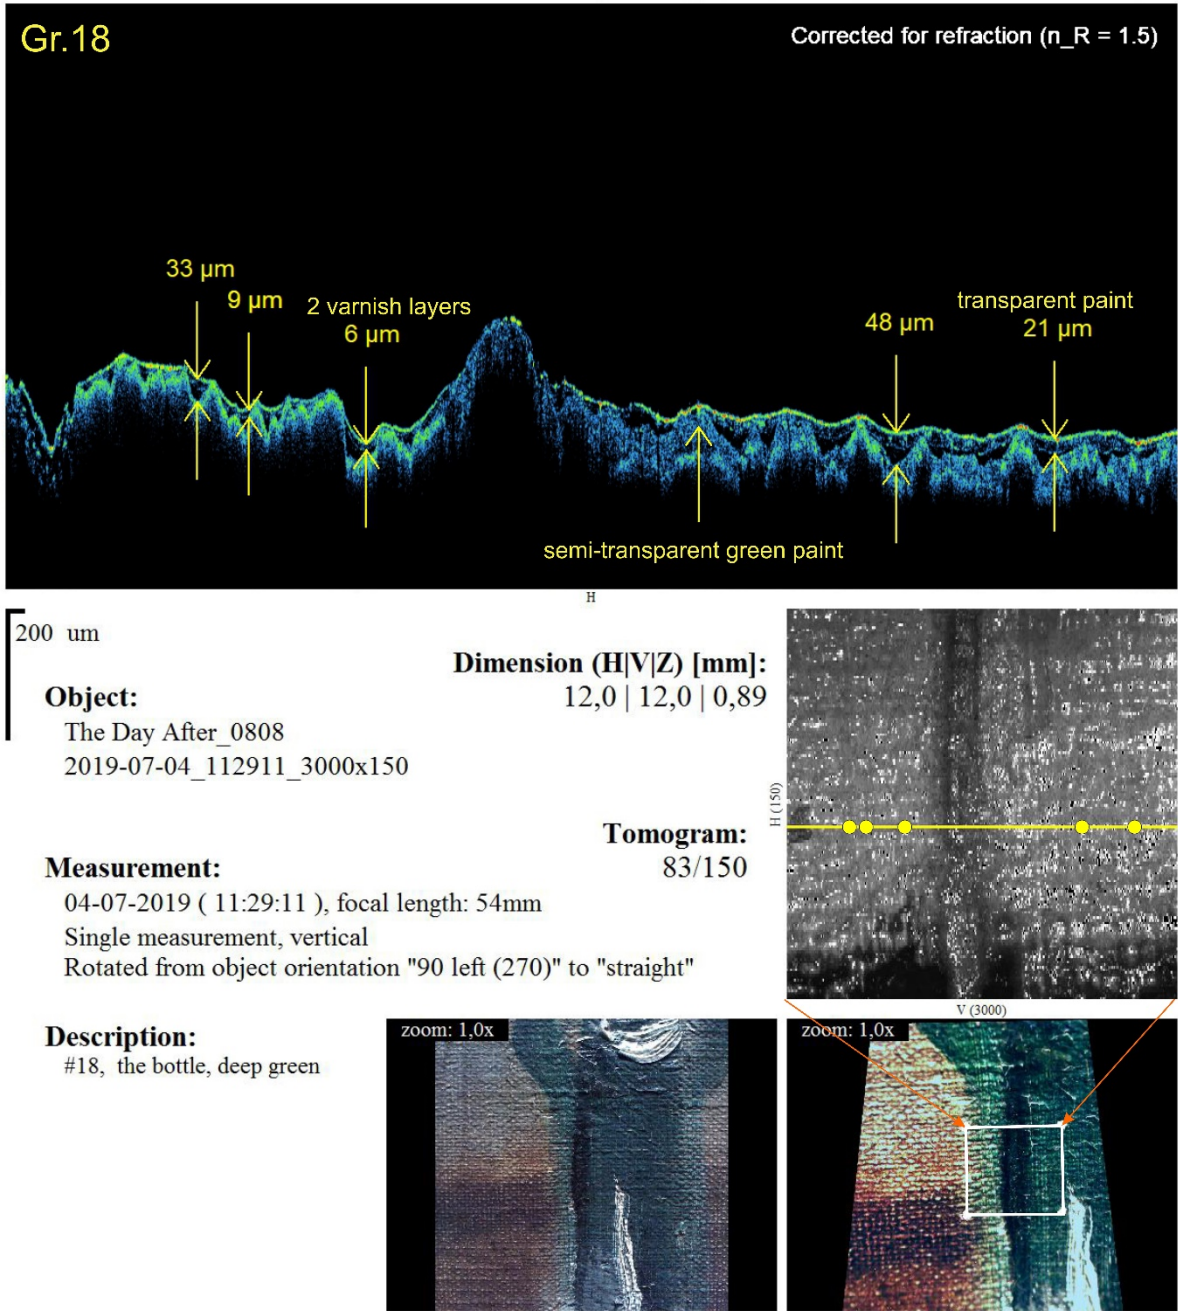 Gr.18
Corrected for refraction (n_R = 1.5)
33 µm
9 µm
2 varnish layers
6 µm
48 µm
transparent paint
21 µm
semi-transparent green paint
H
200 um
Dimension (H|V|Z) [mm]:
12,0 | 12,0 | 0,89
Object:
The Day After_0808
2019-07-04_112911_3000x150
Tomogram:
83/150
Measurement:
04-07-2019 ( 11:29:11 ), focal length: 54mm
Single measurement, vertical
Rotated from object orientation "90 left (270)" to "straight"
H (150)
V (3000)
Description:
#18, the bottle, deep green
zoom: 1,0x
zoom: 1,0x